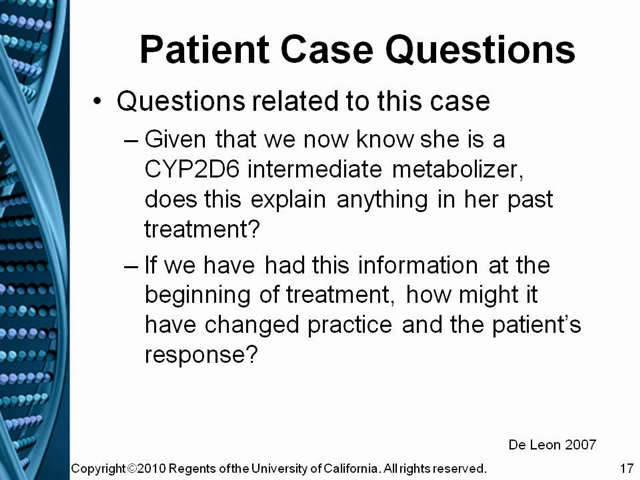 Patient Case Questions
• Questions related to this case
– Given that we now know she is a
CYP2D6 intermediate metabolizer,
does this explain anything in her past
treatment?
– If we have had this information at the
beginning of treatment, how might it
have changed practice and the patient's
response?
De Leon 2007
Copyright ©2010 Regents of the University of California. All rights reserved. 17